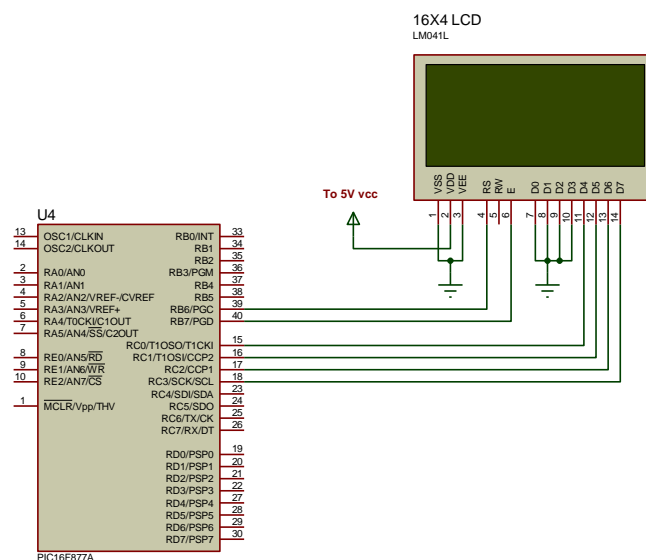 16X4 LCD
LM041L
VSS VDD VEE RS RW E D0 D1 D2 D3 D4 D5 D6 D7
1 2 3 4 5 6 7 8 9 10 11 12 13 14
To 5V vcc
U4
13 OSC1/CLKIN RB0/INT 33
14 OSC2/CLKOUT RB1 34
RB2 35
2 RA0/AN0 RB3/PGM 36
3 RA1/AN1 RB4 37
4 RA2/AN2/VREF-/CVREF RB5 38
5 RA3/AN3/VREF+ RB6/PGC 39
6 RA4/T0CKI/C1OUT RB7/PGD 40
7 RA5/AN4/SS/C2OUT
RC0/T1OSO/T1CKI 15
8 RE0/AN5/RD RC1/T1OSI/CCP2 16
9 RE1/AN6/WR RC2/CCP1 17
10 RE2/AN7/CS RC3/SCK/SCL 18
RC4/SDI/SDA 23
1 MCLR/Vpp/THV RC5/SDO 24
RC6/TX/CK 25
RC7/RX/DT 26
RD0/PSP0 19
RD1/PSP1 20
RD2/PSP2 21
RD3/PSP3 22
RD4/PSP4 27
RD5/PSP5 28
RD6/PSP6 29
RD7/PSP7 30
PIC16F877A